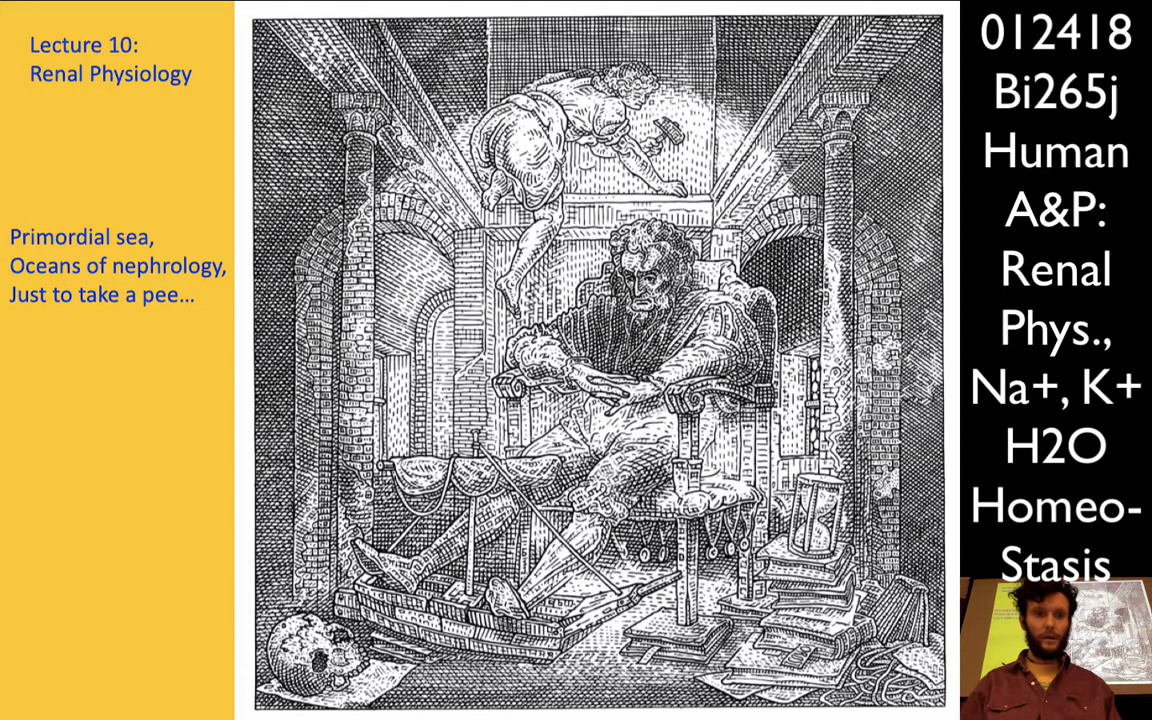 Lecture 10:
Renal Physiology
Primordial sea,
Oceans of nephrology,
Just to take a pee…
012418
Bi265j
Human
A&P:
Renal
Phys.,
Na+, K+
H2O
Homeo-
Stasis